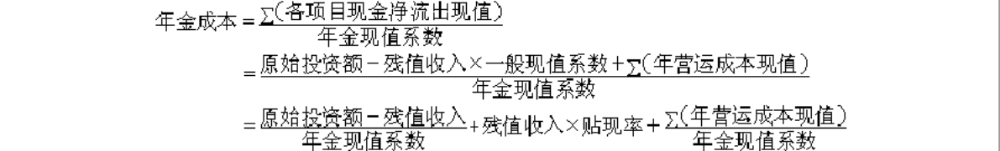 年金成本=∑(各项目现金净流出现值)/年金现值系数
=原始投资额-残值收入×一般现值系数+∑(年营运成本现值)/年金现值系数
=原始投资额-残值收入/年金现值系数+残值收入×贴现率+∑(年营运成本现值)/年金现值系数